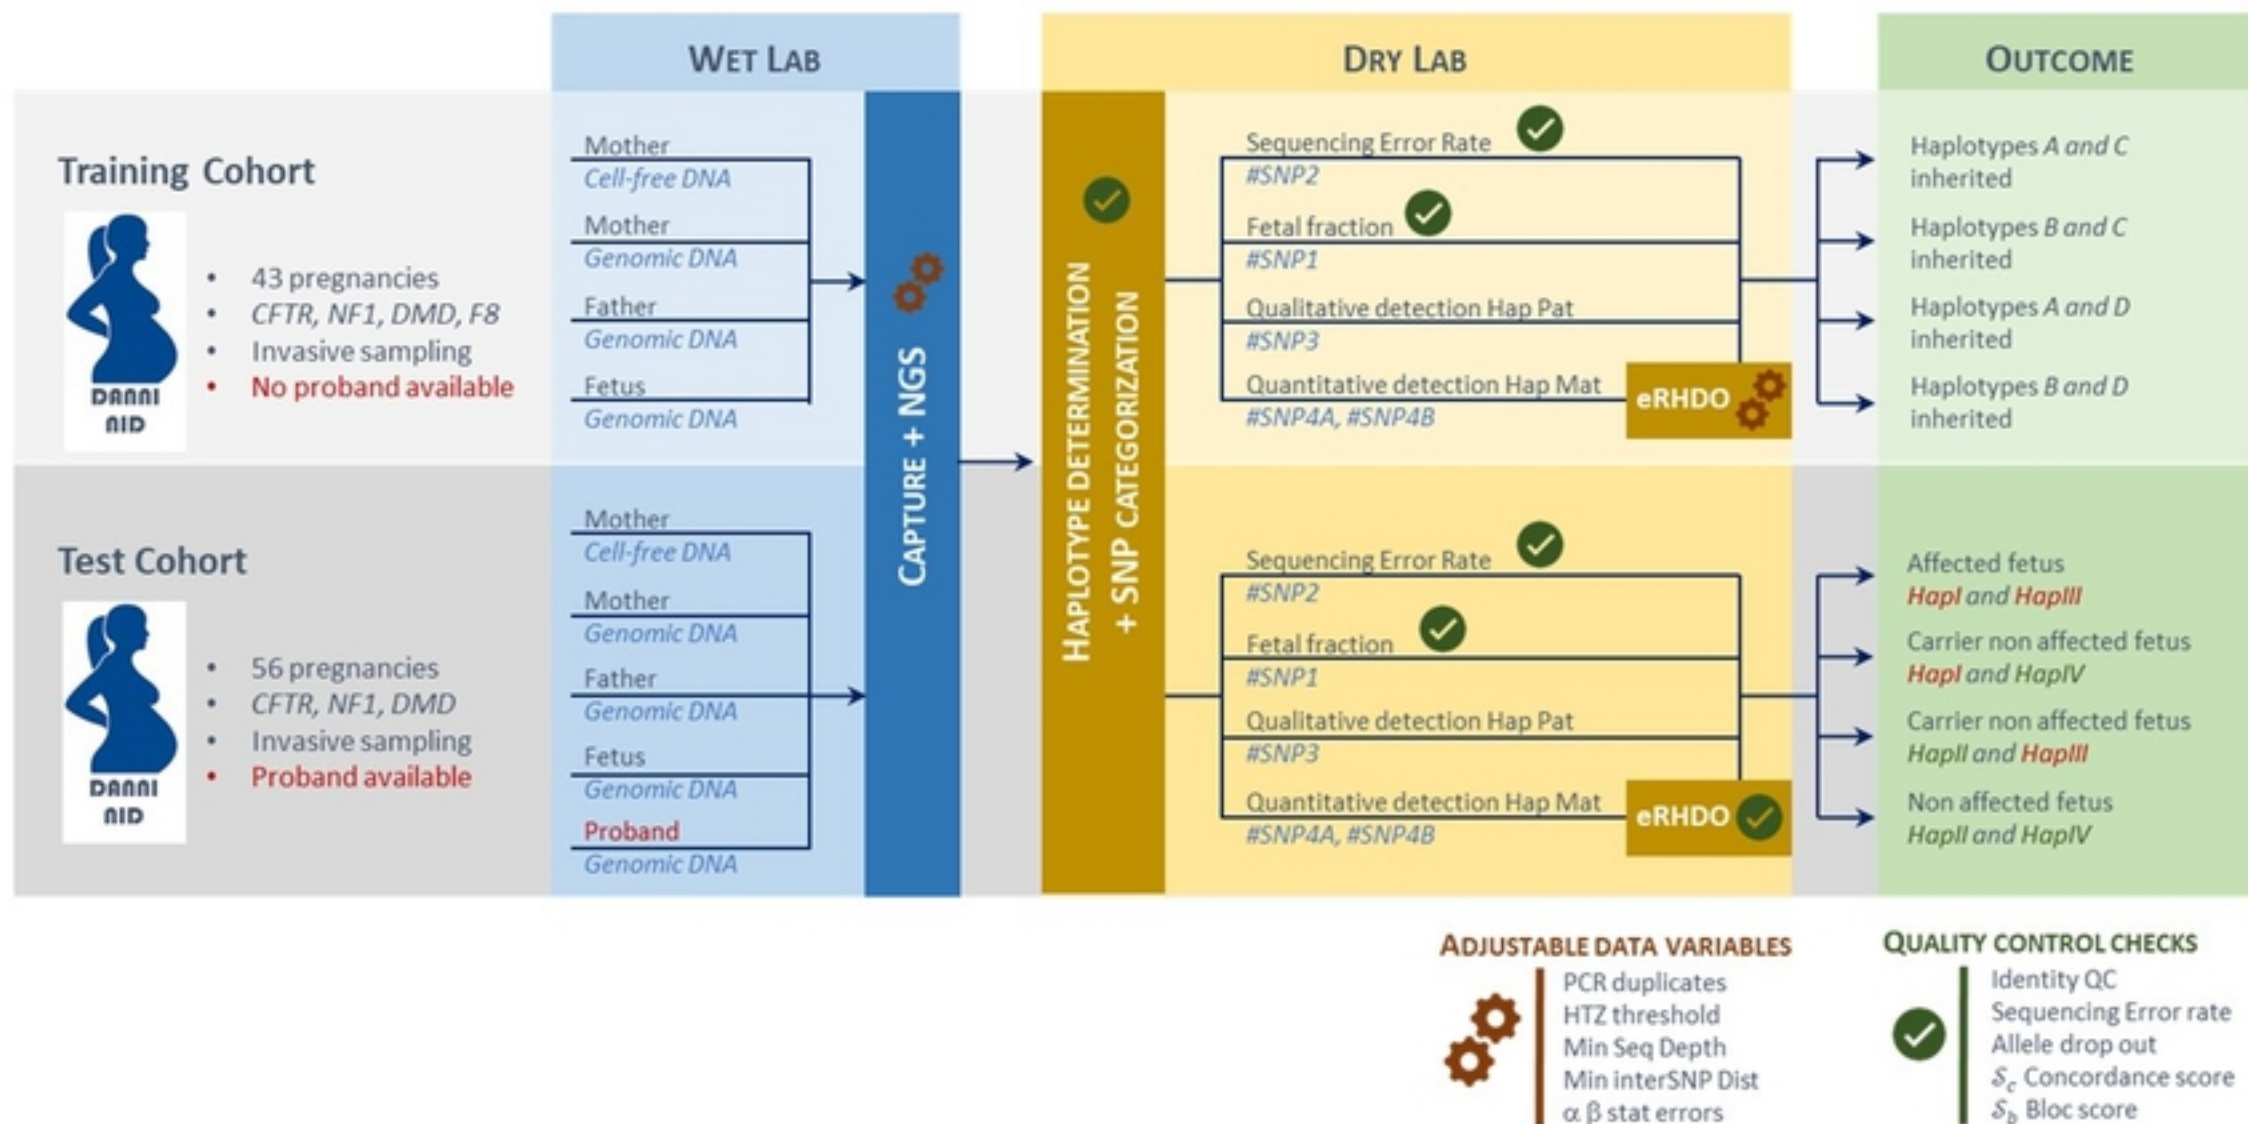 WET LAB
DRY LAB
OUTCOME
Training Cohort
DANNI
NID
• 43 pregnancies
• CFTR, NF1, DMD, F8
• Invasive sampling
• No proband available
Mother
Cell-free DNA
Mother
Genomic DNA
Father
Genomic DNA
Fetus
Genomic DNA
CAPTURE + NGS
HAPLOTYPE DETERMINATION
+ SNP CATEGORIZATION
Sequencing Error Rate
#SNP2
Fetal fraction
#SNP1
Qualitative detection Hap Pat
#SNP3
Quantitative detection Hap Mat
#SNP4A, #SNP4B
eRHDO
Haplotypes A and C
inherited
Haplotypes B and C
inherited
Haplotypes A and D
inherited
Haplotypes B and D
inherited
Test Cohort
DANNI
NID
• 56 pregnancies
• CFTR, NF1, DMD
• Invasive sampling
• Proband available
Mother
Cell-free DNA
Mother
Genomic DNA
Father
Genomic DNA
Fetus
Genomic DNA
Proband
Genomic DNA
Sequencing Error Rate
#SNP2
Fetal fraction
#SNP1
Qualitative detection Hap Pat
#SNP3
Quantitative detection Hap Mat
#SNP4A, #SNP4B
eRHDO
Affected fetus
HapI and HapIII
Carrier non affected fetus
HapI and HapIV
Carrier non affected fetus
HapII and HapIII
Non affected fetus
HapII and HapIV
ADJUSTABLE DATA VARIABLES
PCR duplicates
HTZ threshold
Min Seq Depth
Min interSNP Dist
α β stat errors
QUALITY CONTROL CHECKS
Identity QC
Sequencing Error rate
Allele drop out
𝒮c Concordance score
𝒮b Bloc score